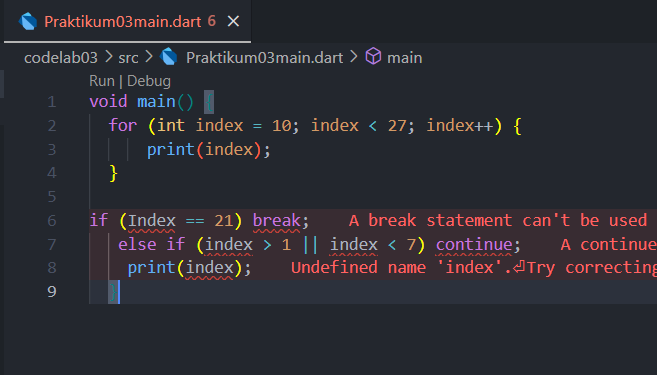 Praktikum03main.dart 6 ×
codelab03 > src > Praktikum03main.dart > main
Run | Debug
1 void main() {
2 for (int index = 10; index < 27; index++) {
3 print(index);
4 }
5
6 if (Index == 21) break; A break statement can't be used
7 else if (index > 1 || index < 7) continue; A continue
8 print(index); Undefined name 'index'.⏎Try correcting
9 }